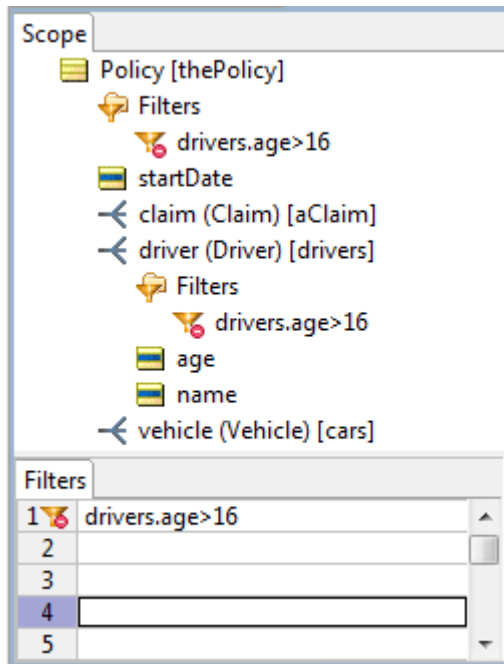 Scope
Policy [thePolicy]
Filters
drivers.age>16
startDate
claim (Claim) [aClaim]
driver (Driver) [drivers]
Filters
drivers.age>16
age
name
vehicle (Vehicle) [cars]
Filters
1 drivers.age>16
2
3
4
5